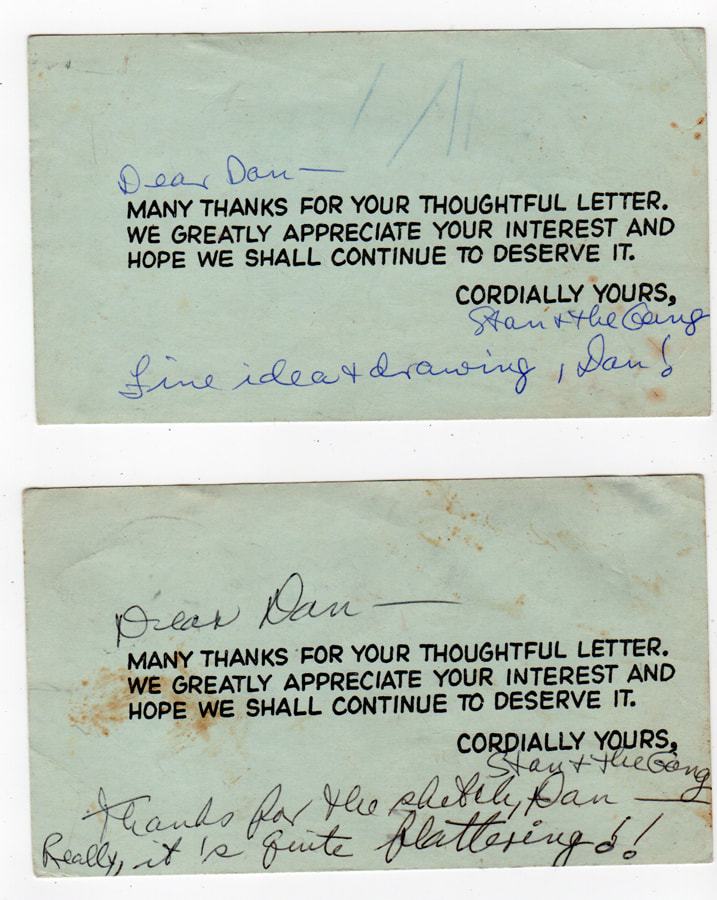 Dear Dan —
MANY THANKS FOR YOUR THOUGHTFUL LETTER.
WE GREATLY APPRECIATE YOUR INTEREST AND
HOPE WE SHALL CONTINUE TO DESERVE IT.
CORDIALLY YOURS,
Stan & the Gang
Fine idea & drawing, Dan!
Dear Dan —
MANY THANKS FOR YOUR THOUGHTFUL LETTER.
WE GREATLY APPRECIATE YOUR INTEREST AND
HOPE WE SHALL CONTINUE TO DESERVE IT.
CORDIALLY YOURS,
Stan & the Gang
Thanks for the sketch, Dan —
Really, it's quite flattering!!